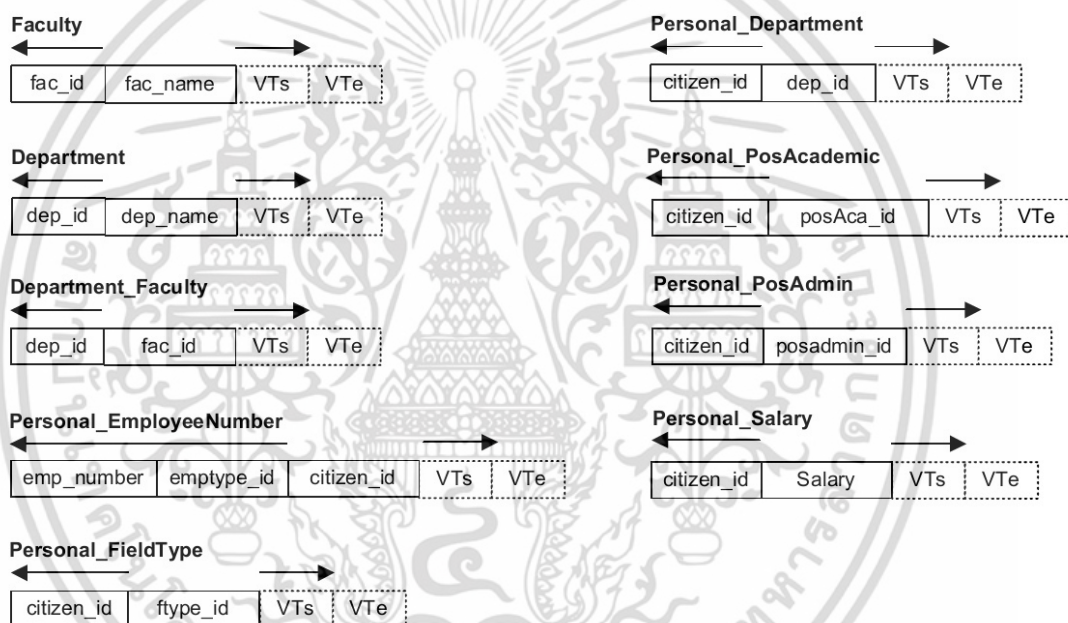 Faculty
fac_id fac_name VTs VTe
Department
dep_id dep_name VTs VTe
Department_Faculty
dep_id fac_id VTs VTe
Personal_EmployeeNumber
emp_number emptype_id citizen_id VTs VTe
Personal_FieldType
citizen_id ftype_id VTs VTe
Personal_Department
citizen_id dep_id VTs VTe
Personal_PosAcademic
citizen_id posAca_id VTs VTe
Personal_PosAdmin
citizen_id posadmin_id VTs VTe
Personal_Salary
citizen_id Salary VTs VTe